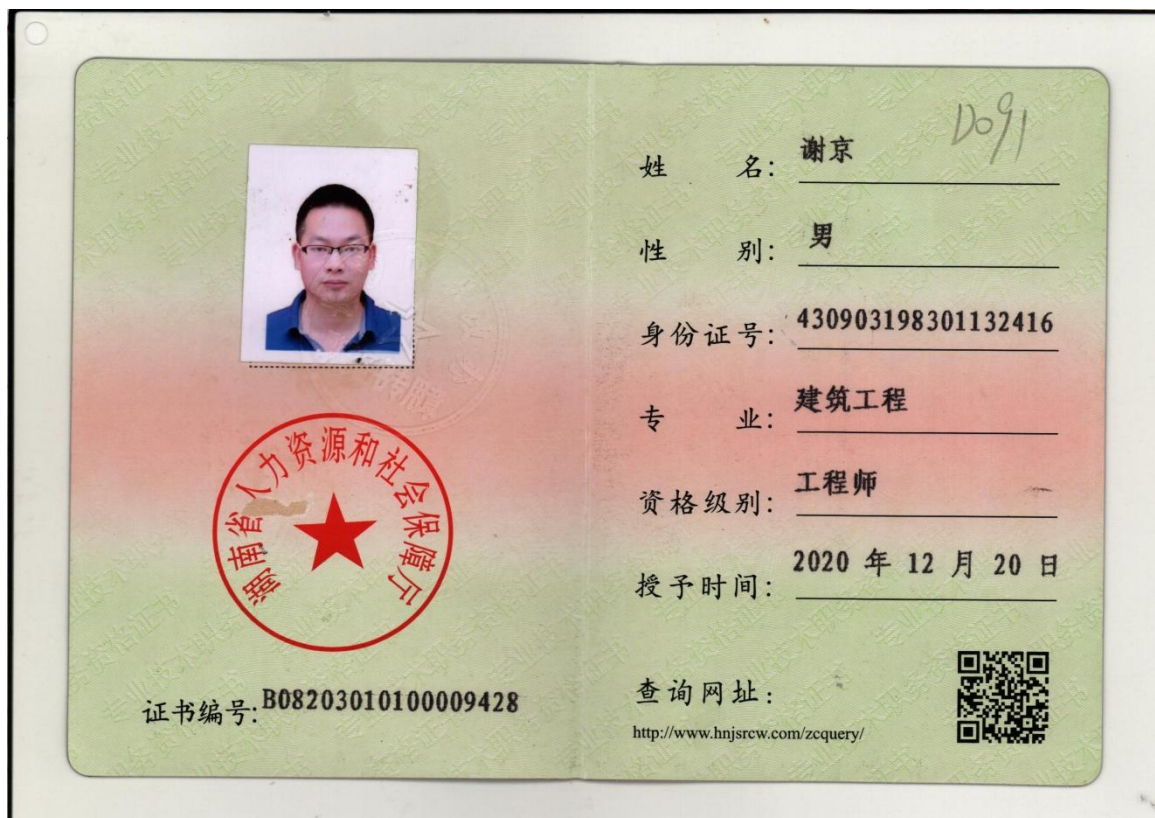 D091
姓 名: 谢京
性 别: 男
身份证号: 430903198301132416
专 业: 建筑工程
资格级别: 工程师
授予时间: 2020 年 12 月 20 日
查询网址:
http://www.hnjsrcw.com/zcquery/
湖南省人力资源和社会保障厅
证书编号:B08203010100009428